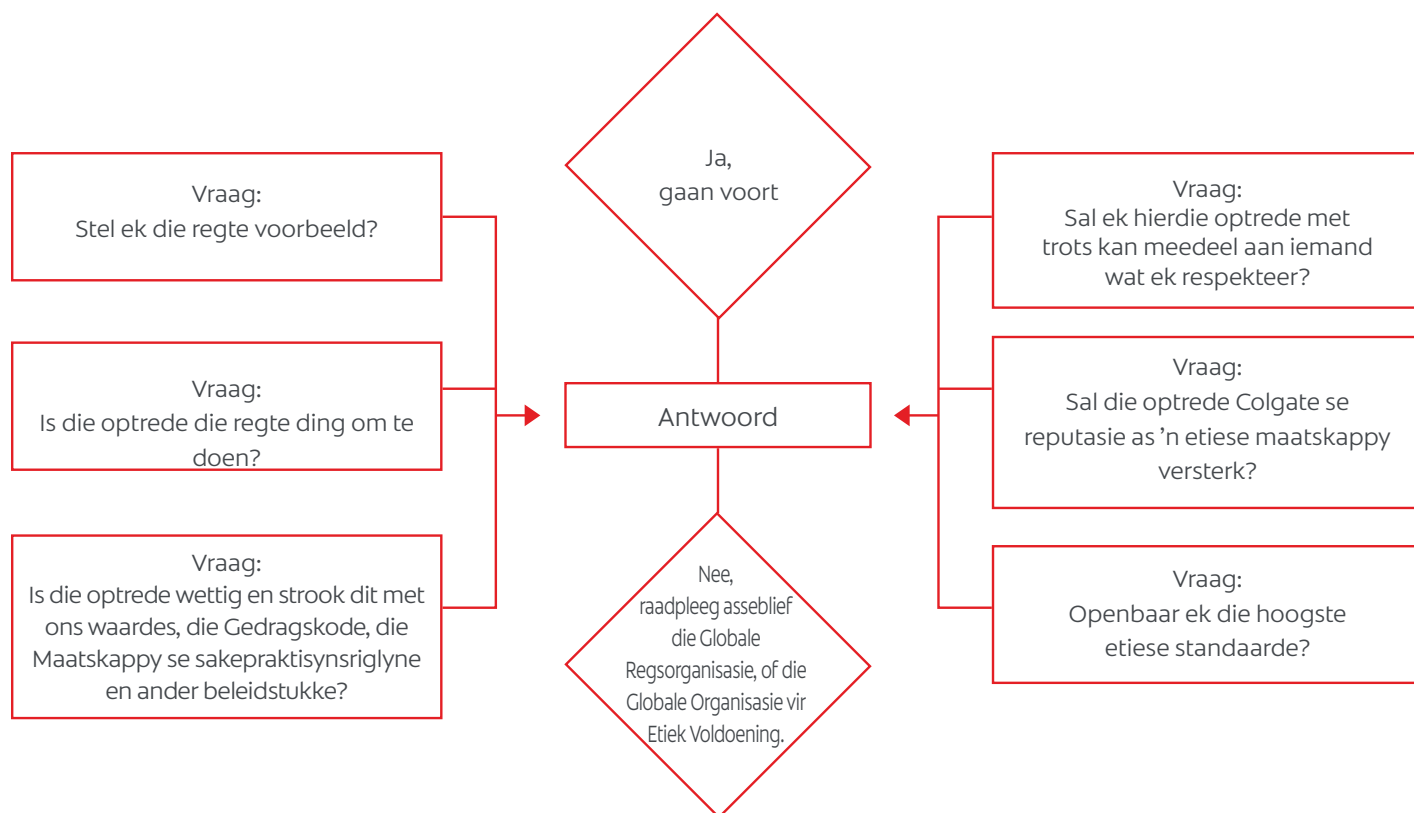 Vraag:
Stel ek die regte voorbeeld?
Vraag:
Is die optrede die regte ding om te
doen?
Vraag:
Is die optrede wettig en strook dit met
ons waardes, die Gedragskode, die
Maatskappy se sakepraktisynsriglyne
en ander beleidstukke?
Ja,
gaan voort
Antwoord
Nee,
raadpleeg asseblief
die Globale
Regsorganisasie, of die
Globale Organisasie vir
Etiek Voldoening.
Vraag:
Sal ek hierdie optrede met
trots kan meedeel aan iemand
wat ek respekteer?
Vraag:
Sal die optrede Colgate se
reputasie as ’n etiese maatskappy
versterk?
Vraag:
Openbaar ek die hoogste
etiese standaarde?